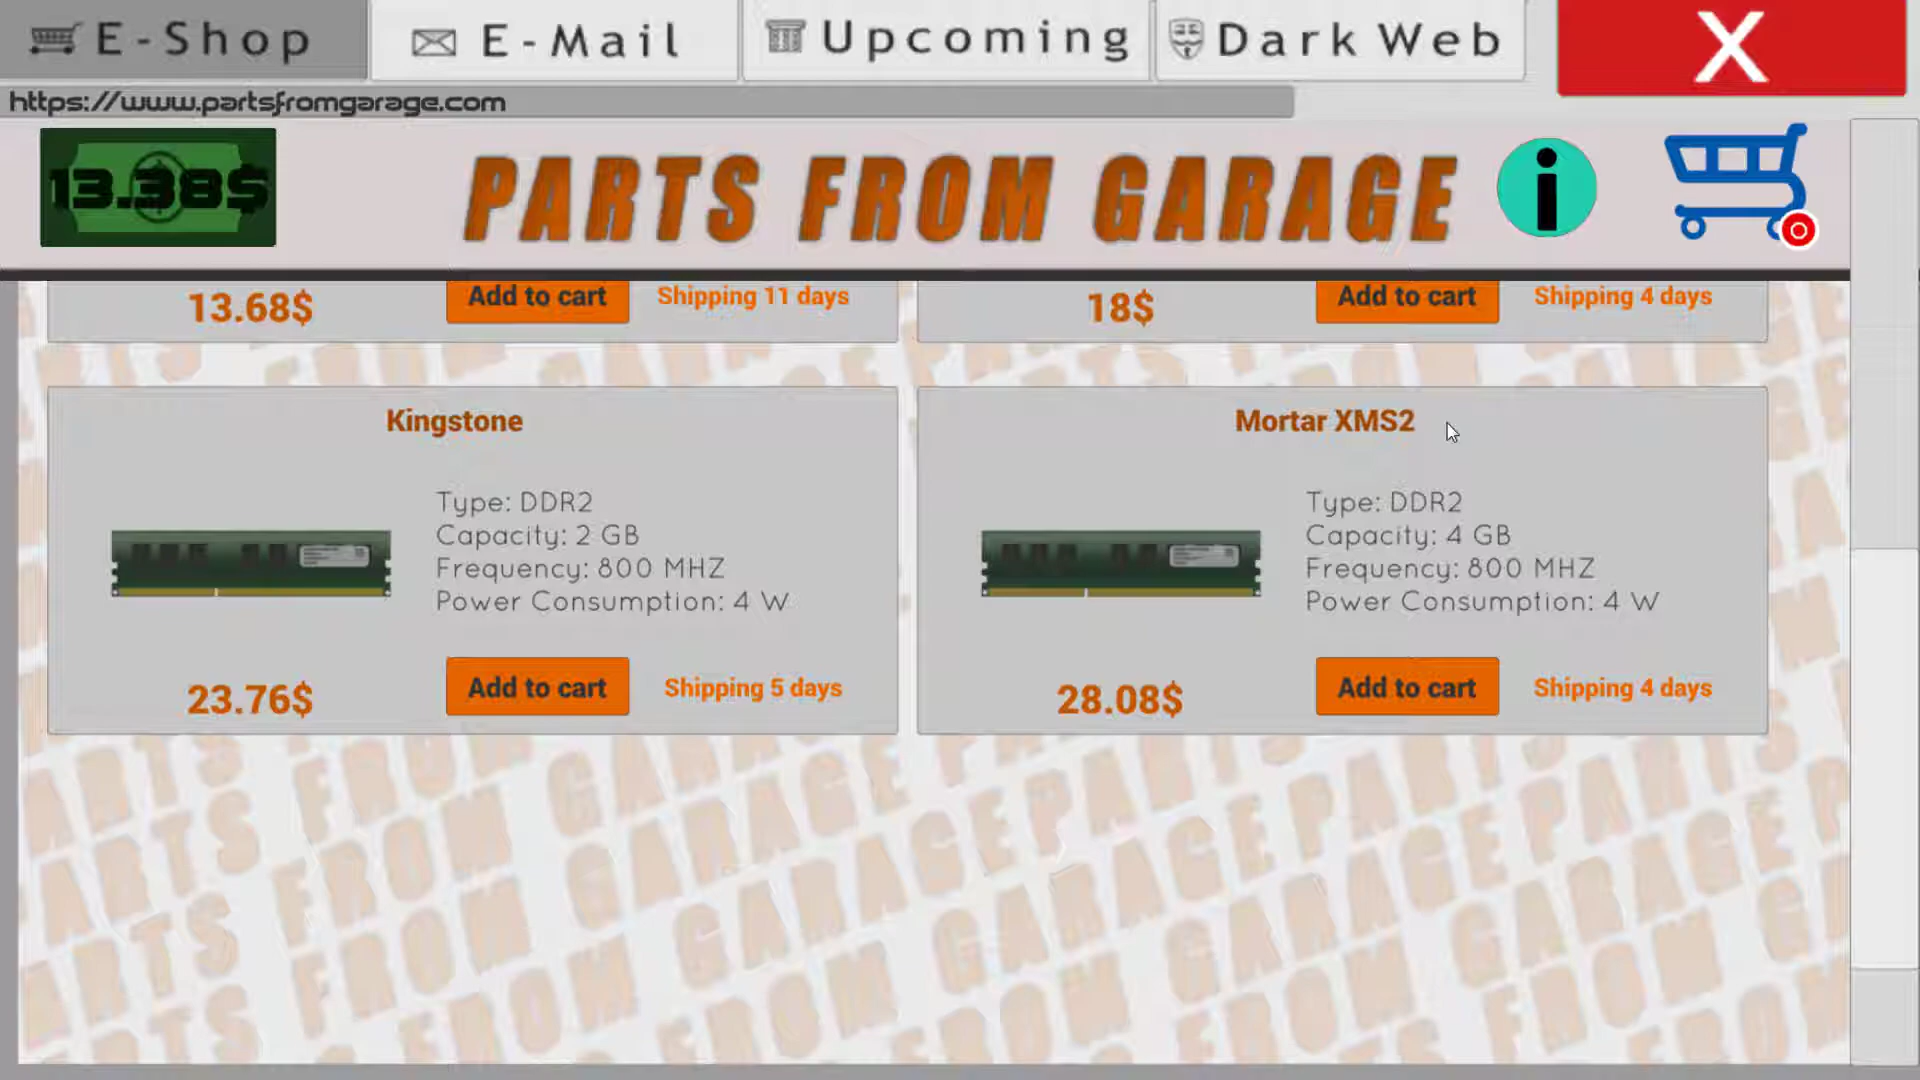 E-Shop
E-Mail
Upcoming
Dark Web
X
https://www.partsfromgarage.com
13.38$
PARTS FROM GARAGE
i
0
13.68$
Add to cart
Shipping 11 days
18$
Add to cart
Shipping 4 days
Kingstone
Type: DDR2
Capacity: 2 GB
Frequency: 800 MHZ
Power Consumption: 4 W
23.76$
Add to cart
Shipping 5 days
Mortar XMS2
Type: DDR2
Capacity: 4 GB
Frequency: 800 MHZ
Power Consumption: 4 W
28.08$
Add to cart
Shipping 4 days